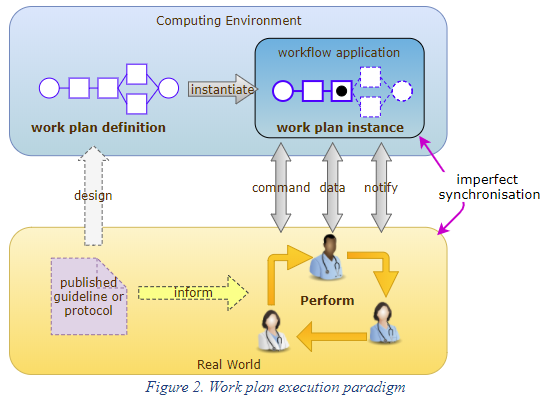 Computing Environment
workflow application
instantiate
work plan definition
work plan instance
design
command
data
notify
imperfect
synchronisation
published
guideline or
protocol
inform
Perform
Real World
Figure 2. Work plan execution paradigm